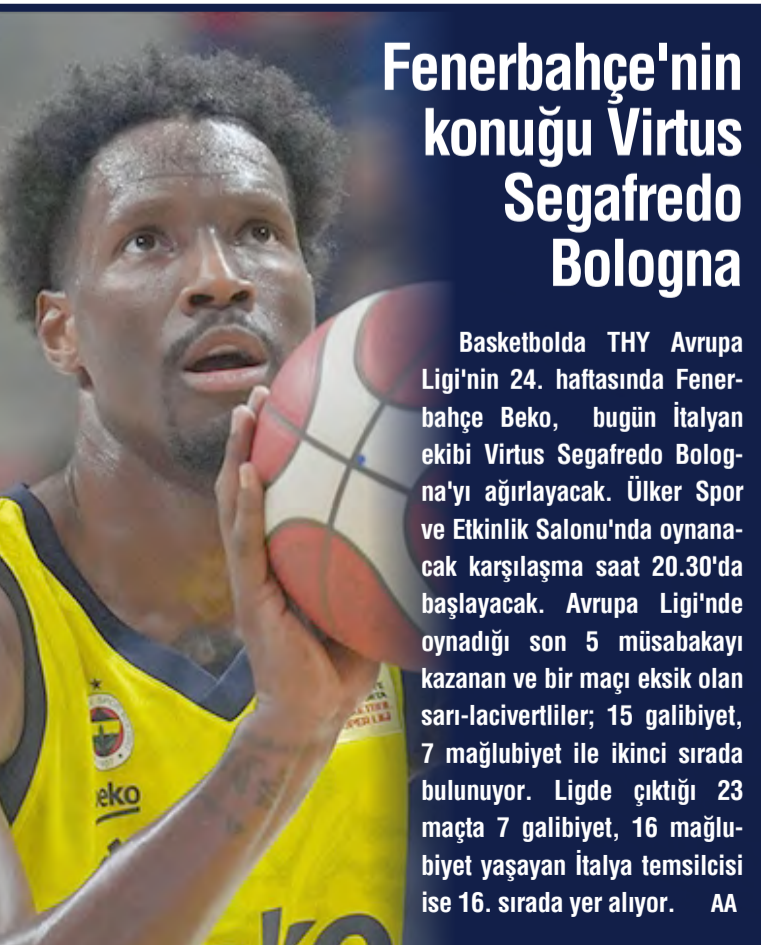 Fenerbahçe'nin
konuğu Virtus
Segafredo
Bologna
Basketbolda THY Avrupa
Ligi'nin 24. haftasında Fener-
bahçe Beko, bugün İtalyan
ekibi Virtus Segafredo Bolog-
na'yı ağırlayacak. Ülker Spor
ve Etkinlik Salonu'nda oynana-
cak karşılaşma saat 20.30'da
başlayacak. Avrupa Ligi'nde
oynadığı son 5 müsabakayı
kazanan ve bir maçı eksik olan
sarı-lacivertliler; 15 galibiyet,
7 mağlubiyet ile ikinci sırada
bulunuyor. Ligde çıktığı 23
maçta 7 galibiyet, 16 mağlu-
biyet yaşayan İtalya temsilcisi
ise 16. sırada yer alıyor. AA
eko